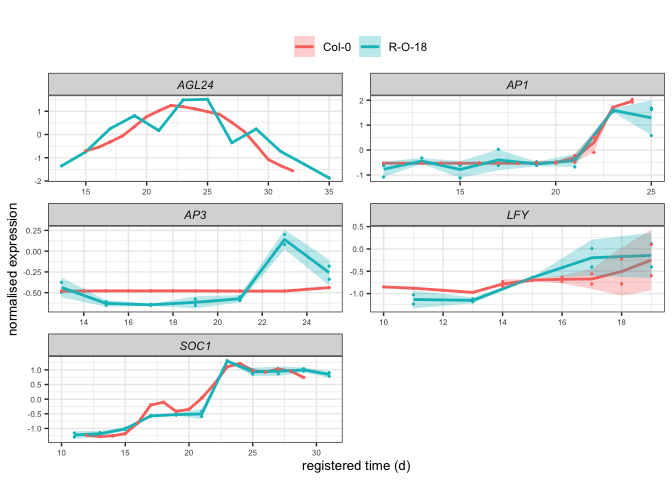 Col-0 R-O-18
AGL24 AP1
1 0 -1 -2
15 20 25 30 35
2 1 0 -1
10 15 20 25
AP3 LFY
0.25 0.00 -0.25 -0.50
14 16 18 20 22 24
0.5 0.0 -0.5 -1.0
10 12 14 16 18
SOC1
1.0 0.5 0.0 -0.5 -1.0
10 15 20 25 30
normalised expression
registered time (d)